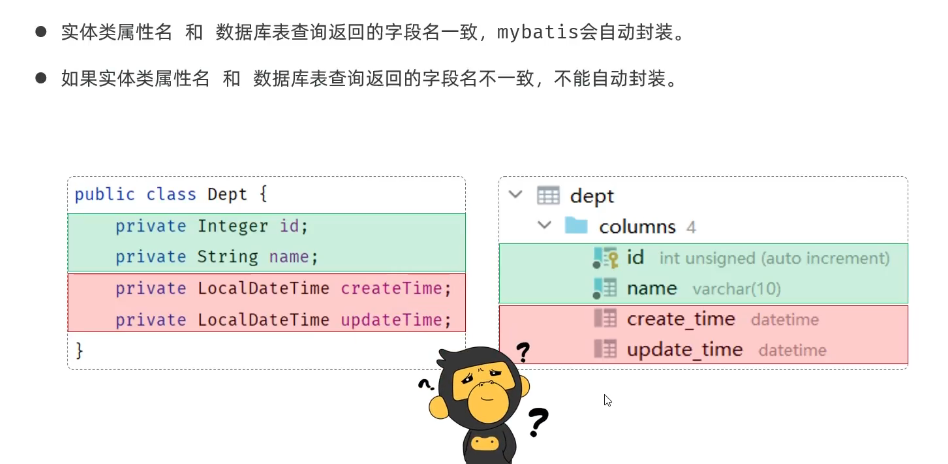 ● 实体类属性名 和 数据库表查询返回的字段名一致，mybatis会自动封装。
● 如果实体类属性名 和 数据库表查询返回的字段名不一致，不能自动封装。
public class Dept {
private Integer id;
private String name;
private LocalDateTime createTime;
private LocalDateTime updateTime;
}
dept
columns 4
id int unsigned (auto increment)
name varchar(10)
create_time datetime
update_time datetime
?
?
?